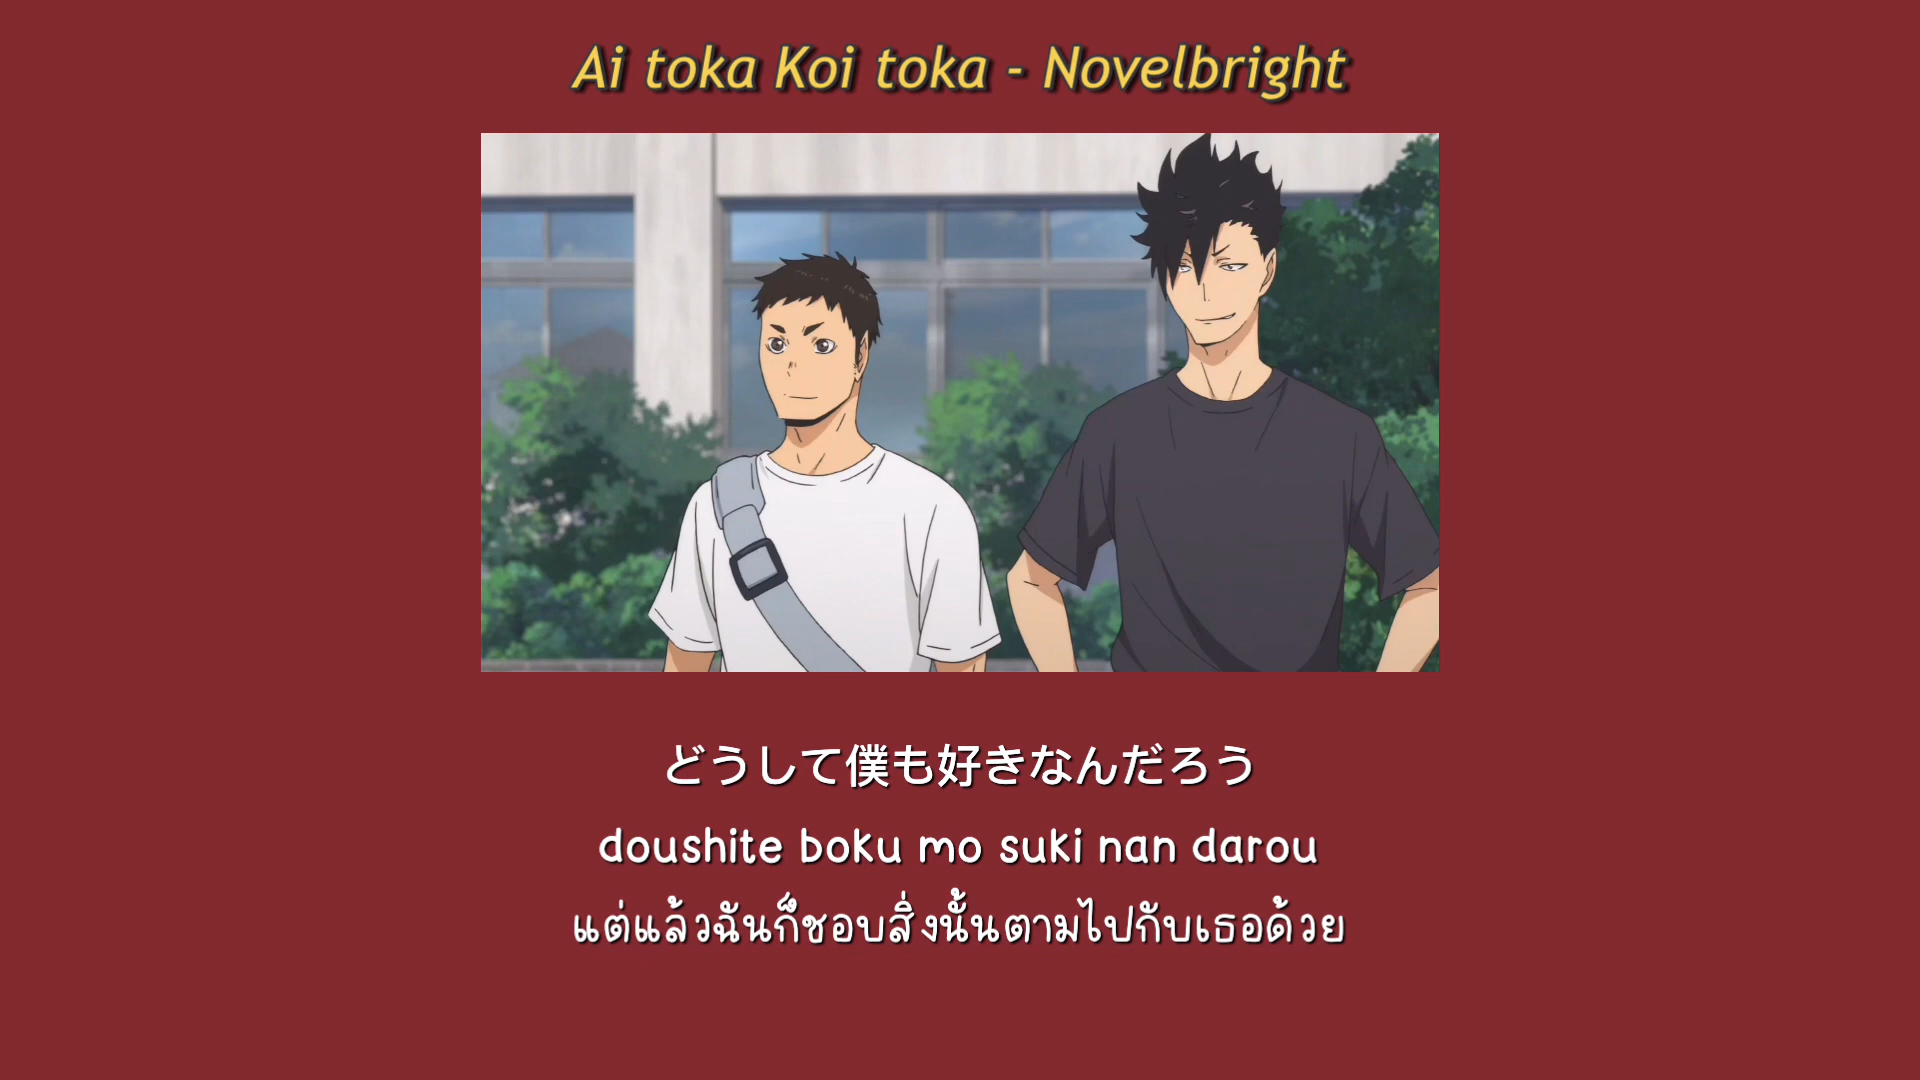 Ai toka Koi toka - Novelbright
どうして僕も好きなんだろう
doushite boku mo suki nan darou
แต่แล้วฉันก็ชอบสิ่งนั้นตามไปกับเธอด้วย